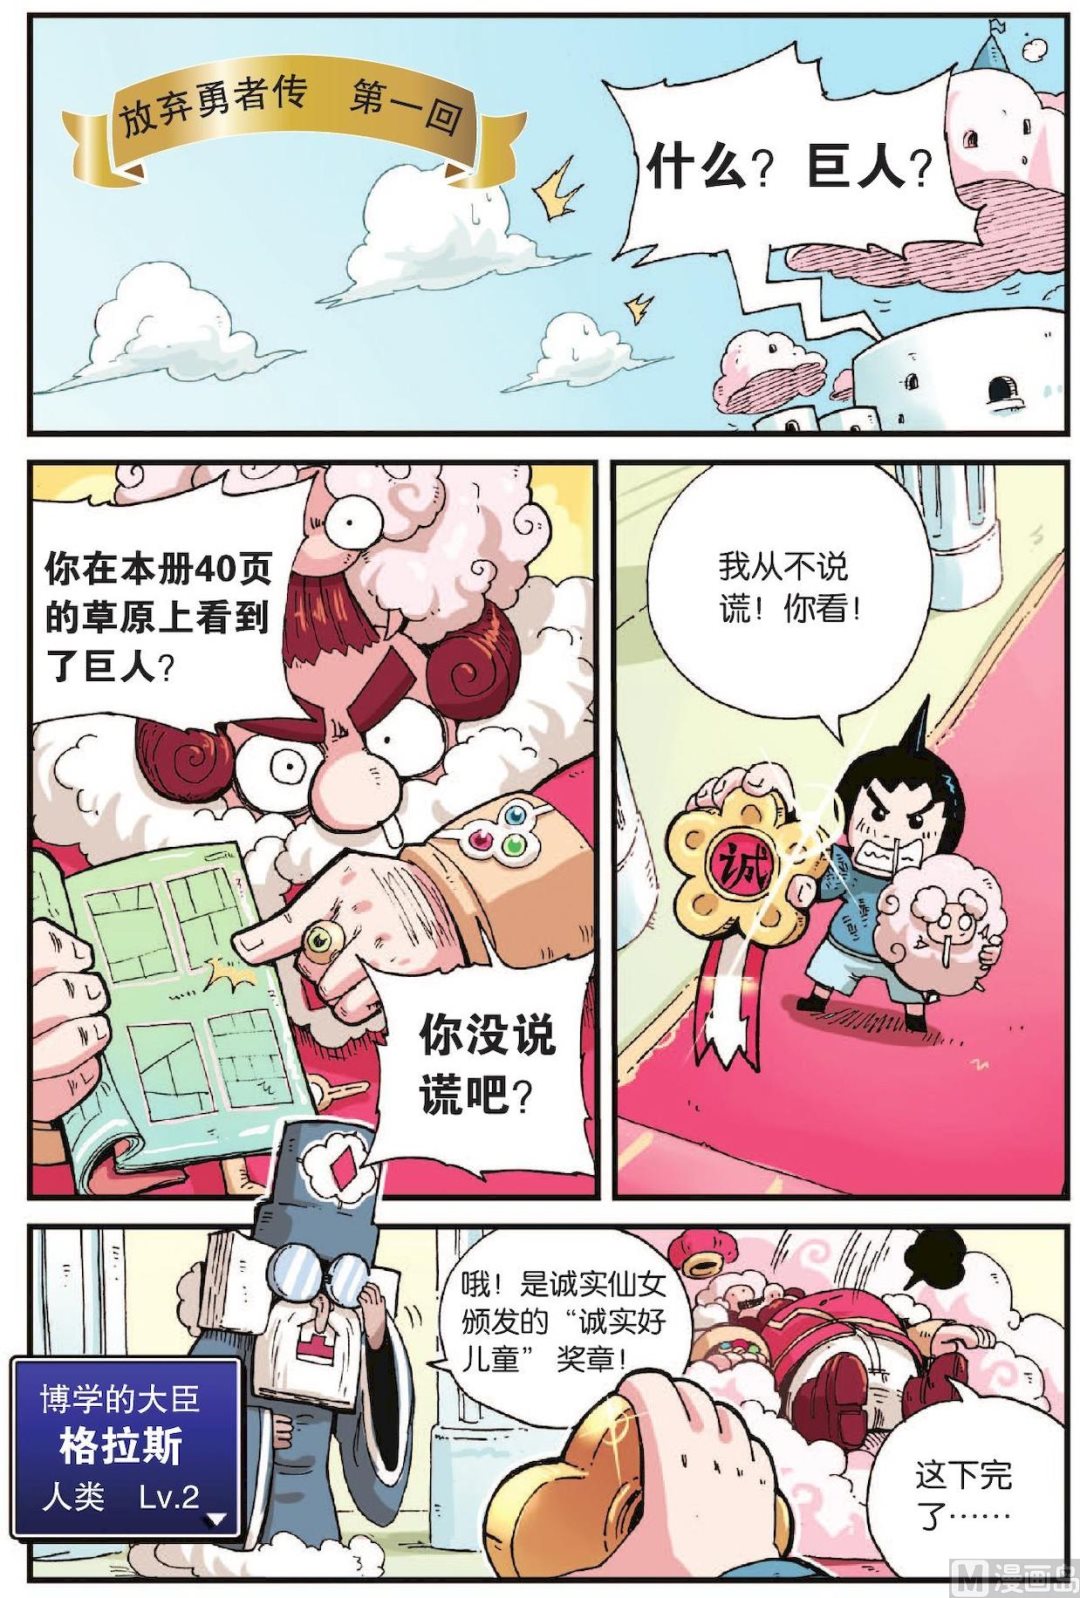 放弃勇者传　第一回
什么？巨人？
你在本册40页
的草原上看到
了巨人？
你没说
谎吧？
我从不说
谎！你看！
诚
哦！是诚实仙女
颁发的“诚实好
儿童”奖章！
博学的大臣
格拉斯
人类　Lv.2
这下完
了……
M漫画岛